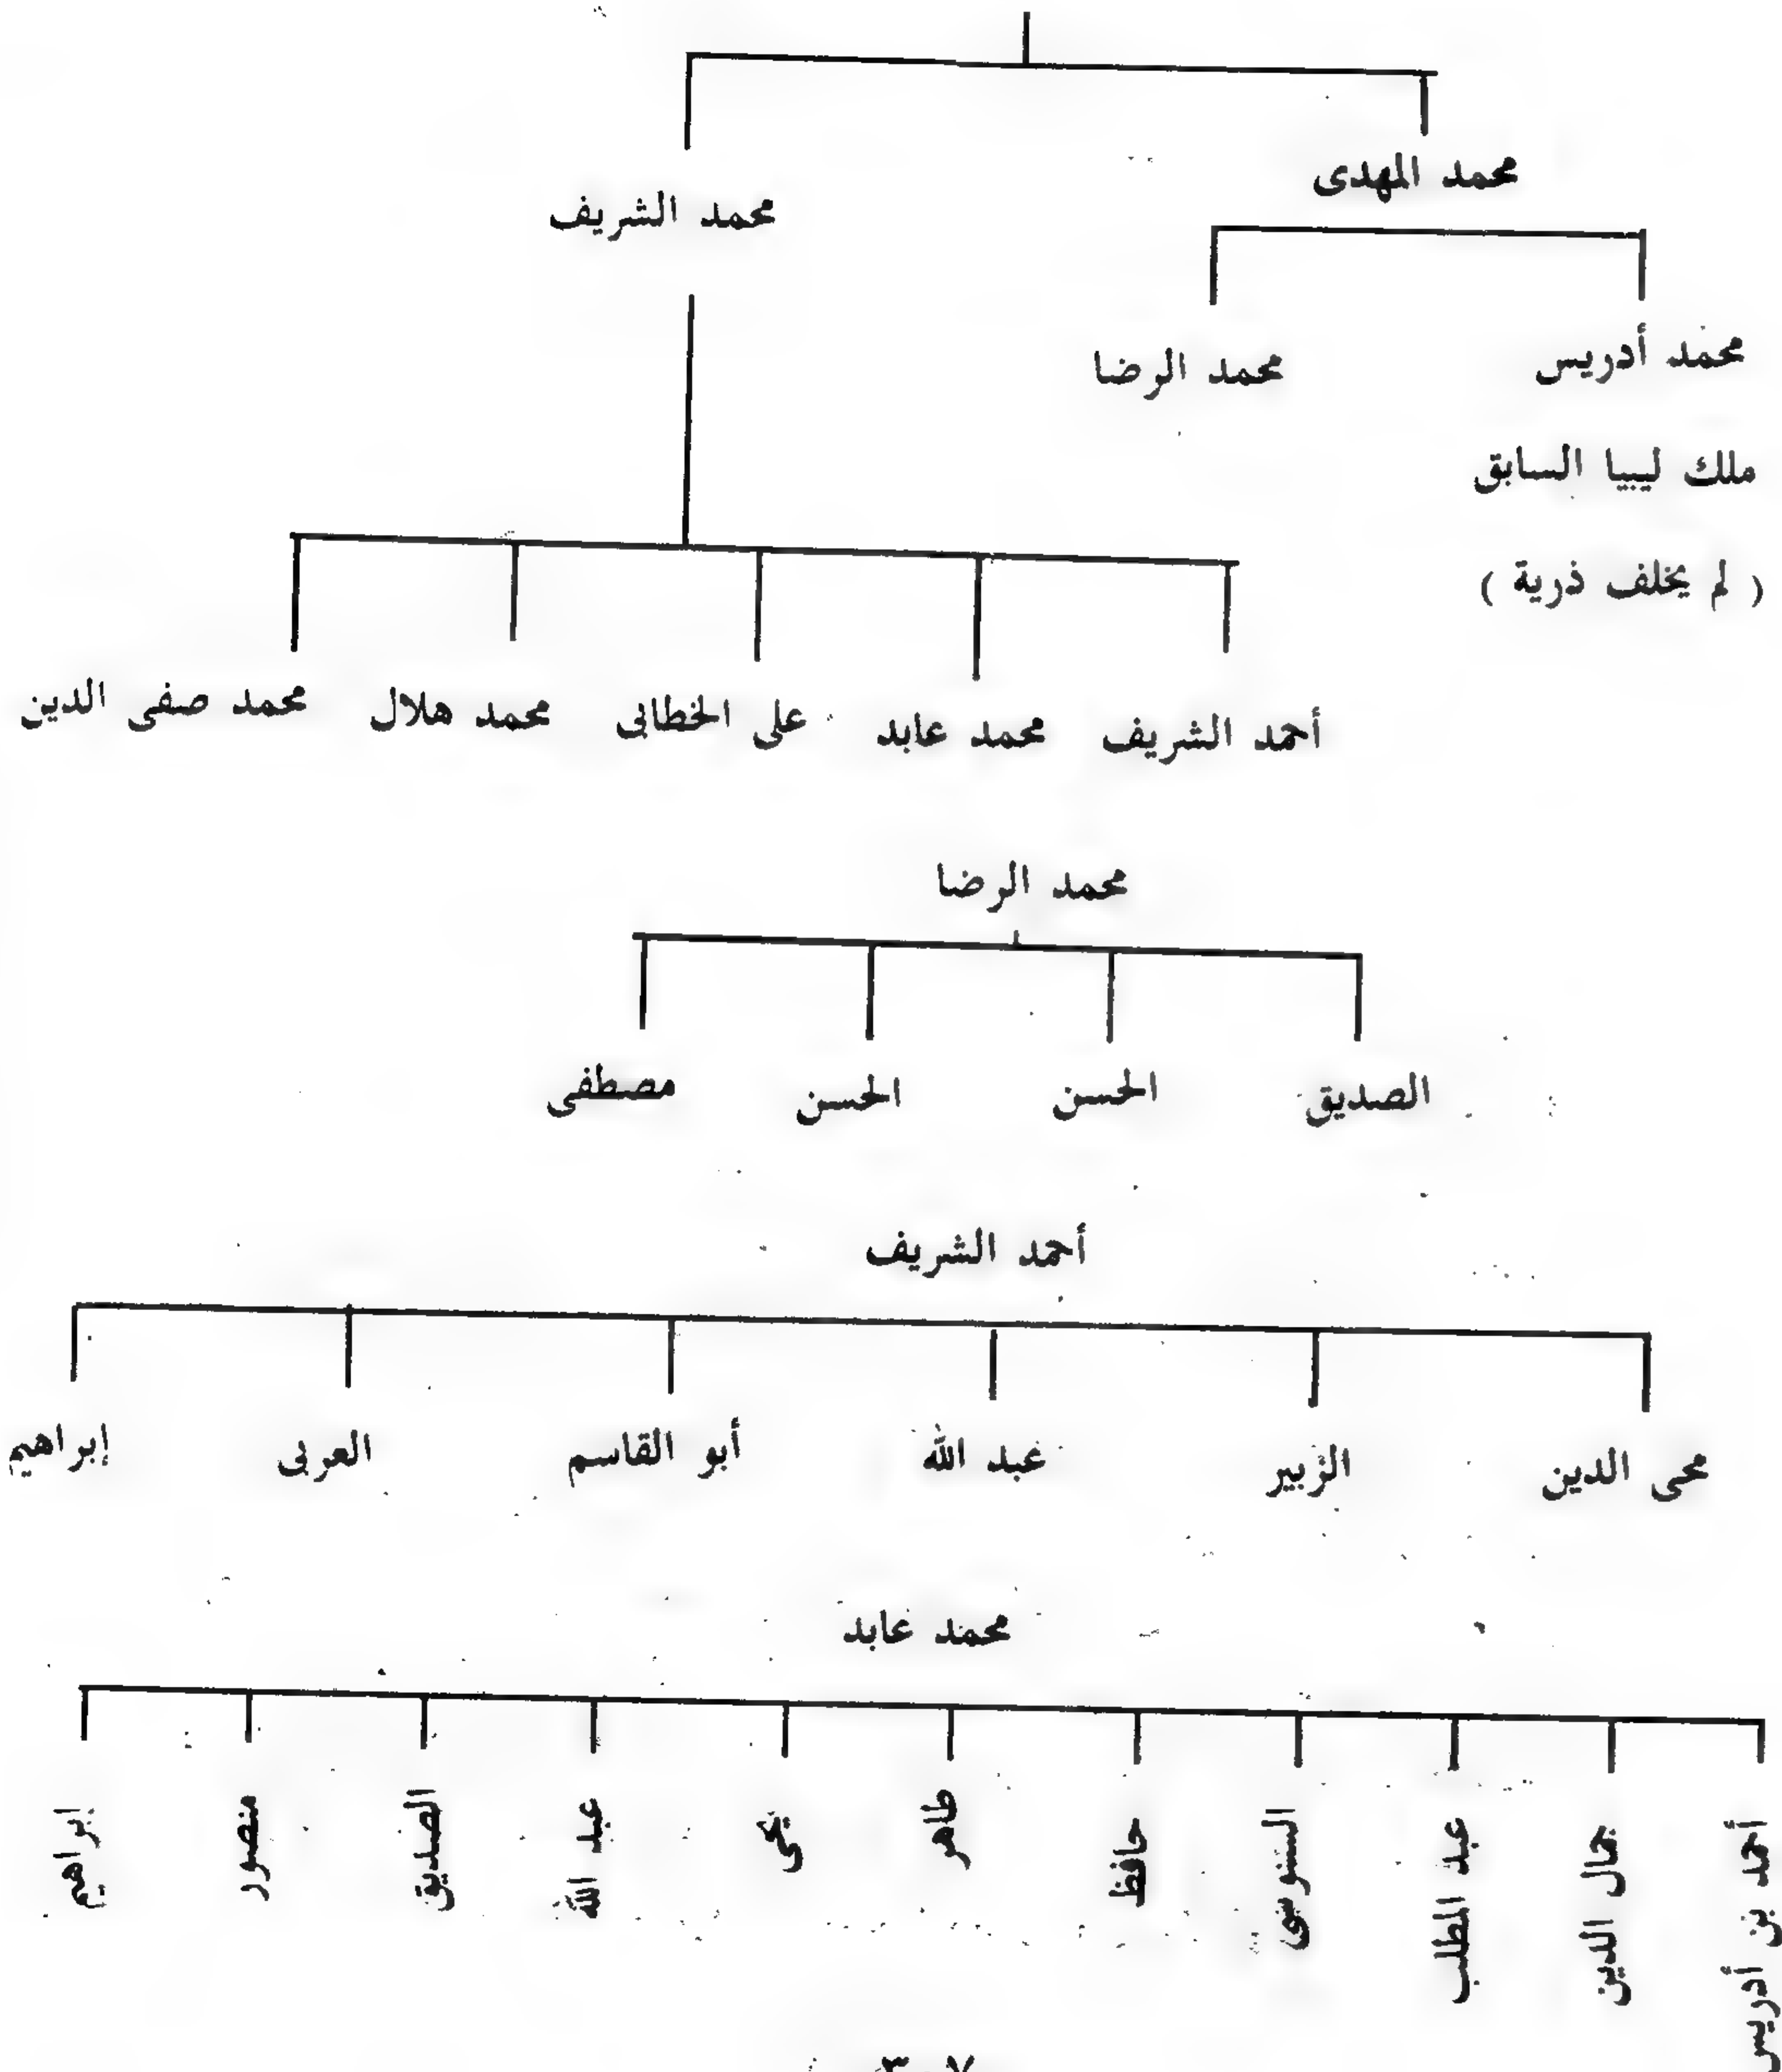 محمد المهدى
محمد الشريف
محمد أدريس
محمد الرضا
ملك ليبيا السابق
( لم يخلف ذرية )
أحمد الشريف
محمد عابد
على الخطابى
محمد هلال
محمد صفى الدين
محمد الرضا
الصديق
الحسن
الحسن
مصطفى
أحمد الشريف
محى الدين
الزبير
عبد الله
أبو القاسم
العربى
إبراهيم
محمد عابد
أحمد بن أدريس
جمال الدين
عبد المطلب
السنوسى
حافظ
طاهر
يحى
عبد الله
الصديق
منصور
إبراهيم